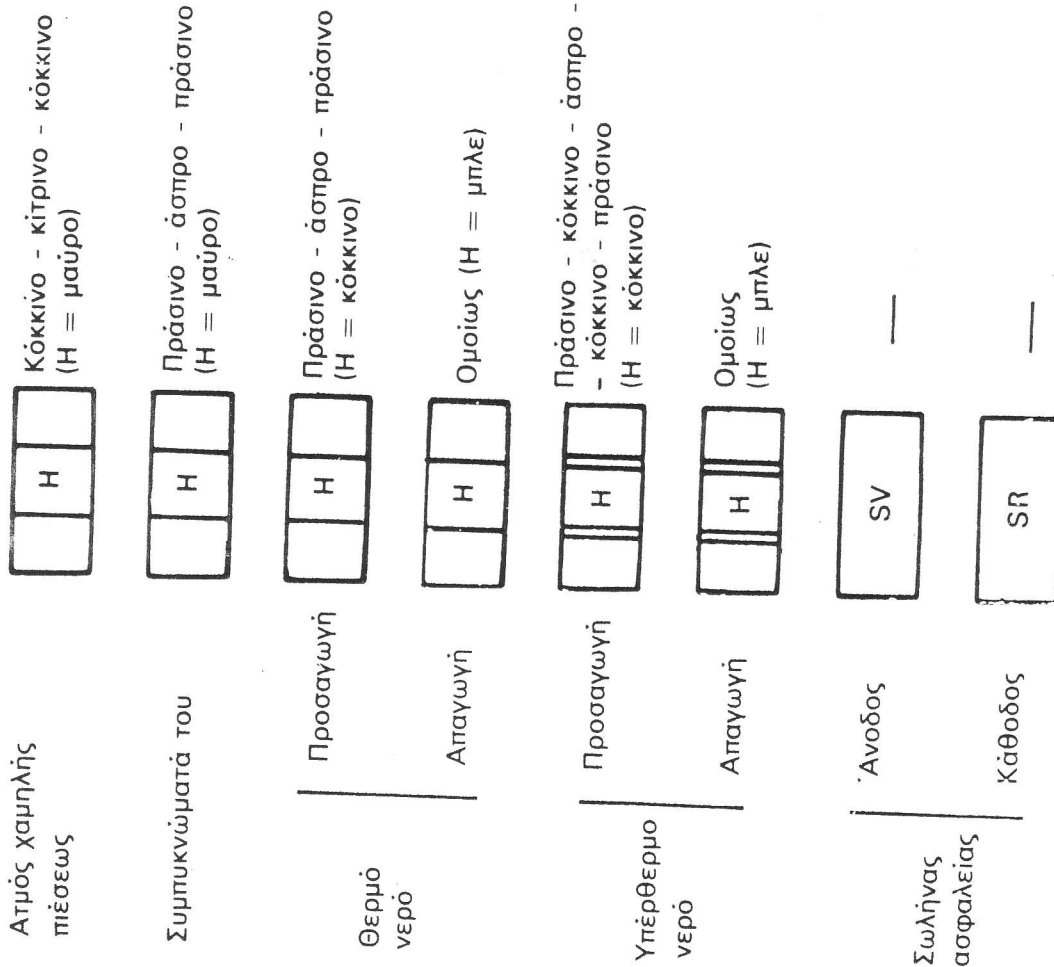 Ατμός χαμηλής
πιέσεως
H
Κόκκινο - κίτρινο - κόκκινο
(H = μαύρο)
Συμπυκνώματά του
H
Πράσινο - άσπρο - πράσινο
(H = μαύρο)
Θερμό
νερό
Προσαγωγή
H
Πράσινο - άσπρο - πράσινο
(H = κόκκινο)
Απαγωγή
H
Ομοίως (H = μπλε)
Υπέρθερμο
νερό
Προσαγωγή
H
Πράσινο - κόκκινο - άσπρο -
- κόκκινο - πράσινο
(H = κόκκινο)
Απαγωγή
H
Ομοίως
(H = μπλε)
Σωλήνας
ασφαλείας
Άνοδος
SV
—
Κάθοδος
SR
—